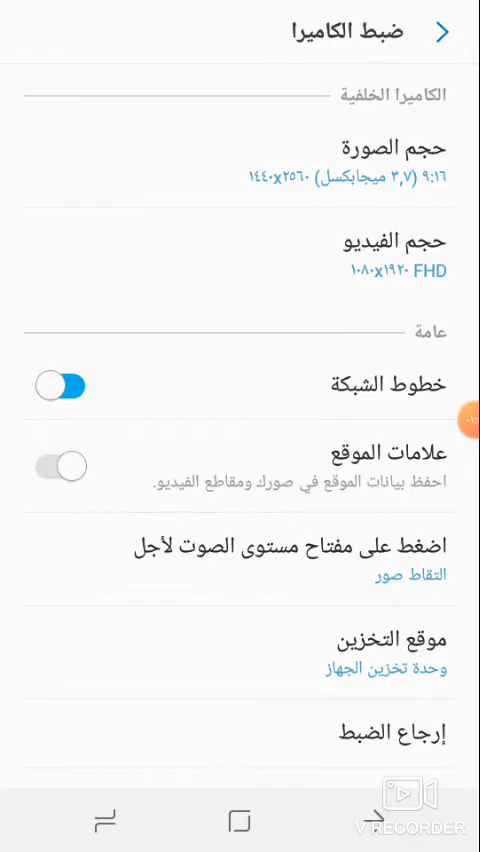 ضبط الكاميرا
الكاميرا الخلفية
حجم الصورة
٩:١٦ (٣,٧ ميجابكسل) ٢٥٦٠x١٤٤٠
حجم الفيديو
FHD ١٩٢٠x١٠٨٠
عامة
خطوط الشبكة
علامات الموقع
احفظ بيانات الموقع في صورك ومقاطع الفيديو.
اضغط على مفتاح مستوى الصوت لأجل
التقاط صور
موقع التخزين
وحدة تخزين الجهاز
إرجاع الضبط
V RECORDER